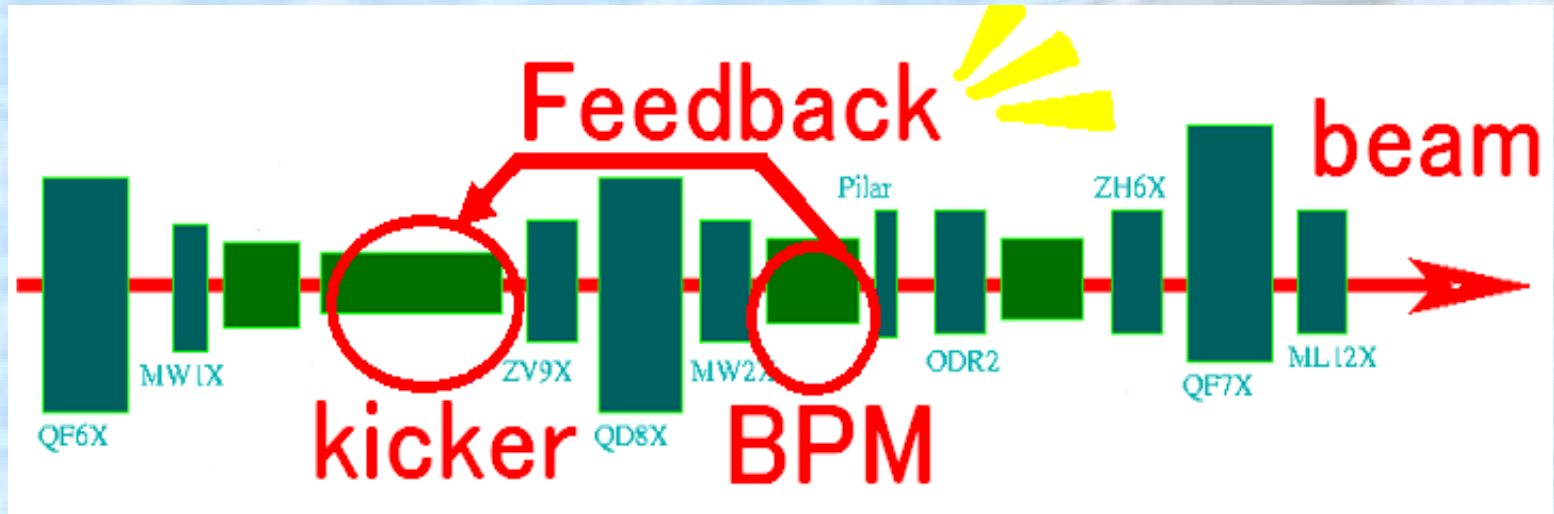 Feedback
beam
Pilar
ZH6X
MW1X
ZV9X
MW2X
ODR2
QF7X
ML12X
QF6X
kicker
QD8X
BPM